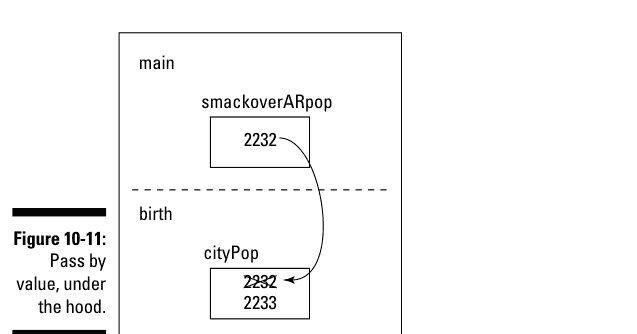 main
smackoverARpop
2232
birth
Figure 10-11:
Pass by
value, under
the hood.
cityPop
2232
2233